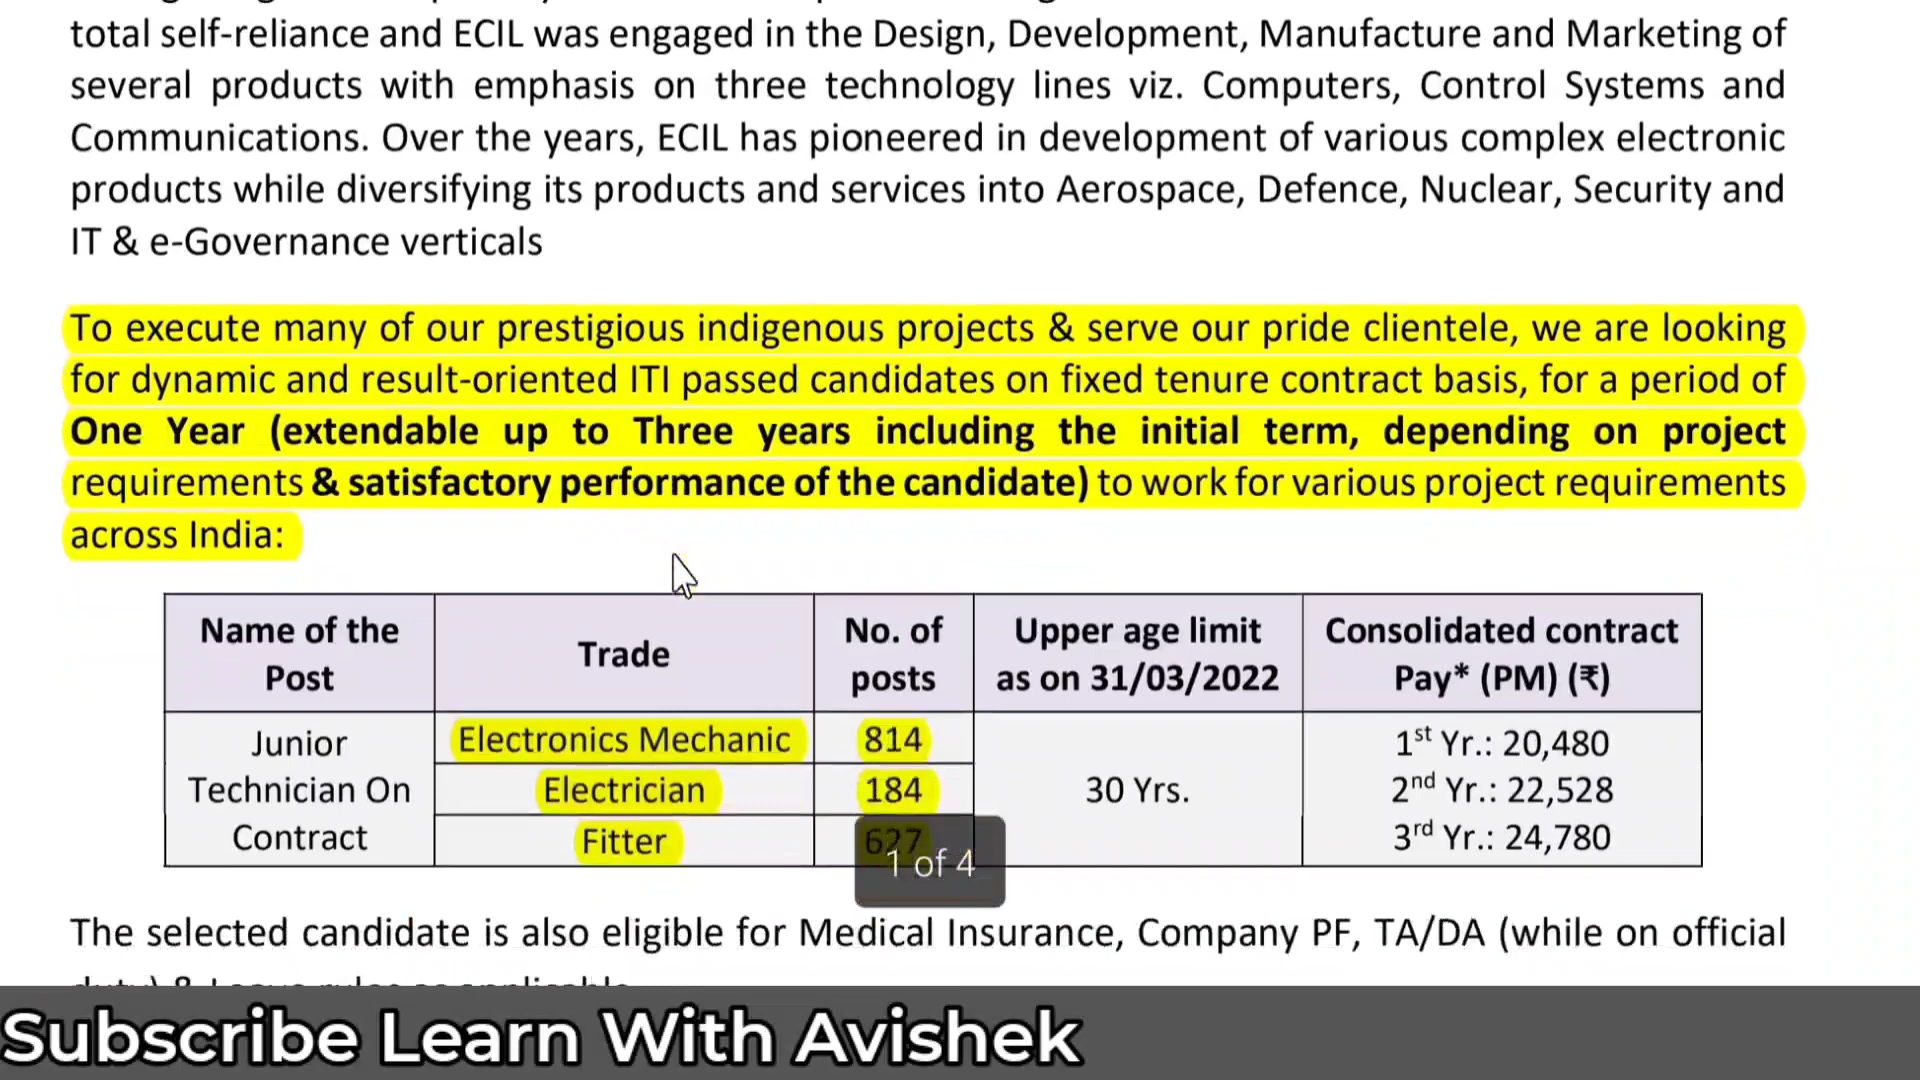 total self-reliance and ECIL was engaged in the Design, Development, Manufacture and Marketing of
several products with emphasis on three technology lines viz. Computers, Control Systems and
Communications. Over the years, ECIL has pioneered in development of various complex electronic
products while diversifying its products and services into Aerospace, Defence, Nuclear, Security and
IT & e-Governance verticals
To execute many of our prestigious indigenous projects & serve our pride clientele, we are looking
for dynamic and result-oriented ITI passed candidates on fixed tenure contract basis, for a period of
One Year (extendable up to Three years including the initial term, depending on project
requirements & satisfactory performance of the candidate) to work for various project requirements
across India:
Name of the Post Trade No. of posts Upper age limit as on 31/03/2022 Consolidated contract Pay* (PM) (₹)
Junior Technician On Contract
Electronics Mechanic 814
Electrician 184
Fitter 627
30 Yrs.
1st Yr.: 20,480
2nd Yr.: 22,528
3rd Yr.: 24,780
1 of 4
The selected candidate is also eligible for Medical Insurance, Company PF, TA/DA (while on official
Subscribe Learn With Avishek